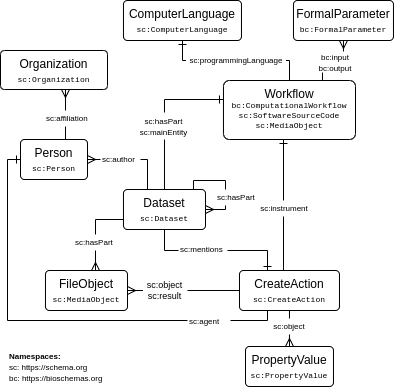 ComputerLanguage
sc:ComputerLanguage
FormalParameter
bc:FormalParameter
Organization
sc:Organization
sc:programmingLanguage
bc:input
bc:output
Workflow
bc:ComputationalWorkflow
sc:SoftwareSourceCode
sc:MediaObject
sc:affiliation
sc:hasPart
sc:mainEntity
Person
sc:Person
sc:author
Dataset
sc:Dataset
sc:hasPart
sc:instrument
sc:hasPart
sc:mentions
FileObject
sc:MediaObject
sc:object
sc:result
CreateAction
sc:CreateAction
sc:agent
sc:object
PropertyValue
sc:PropertyValue
Namespaces:
sc: https://schema.org
bc: https://bioschemas.org